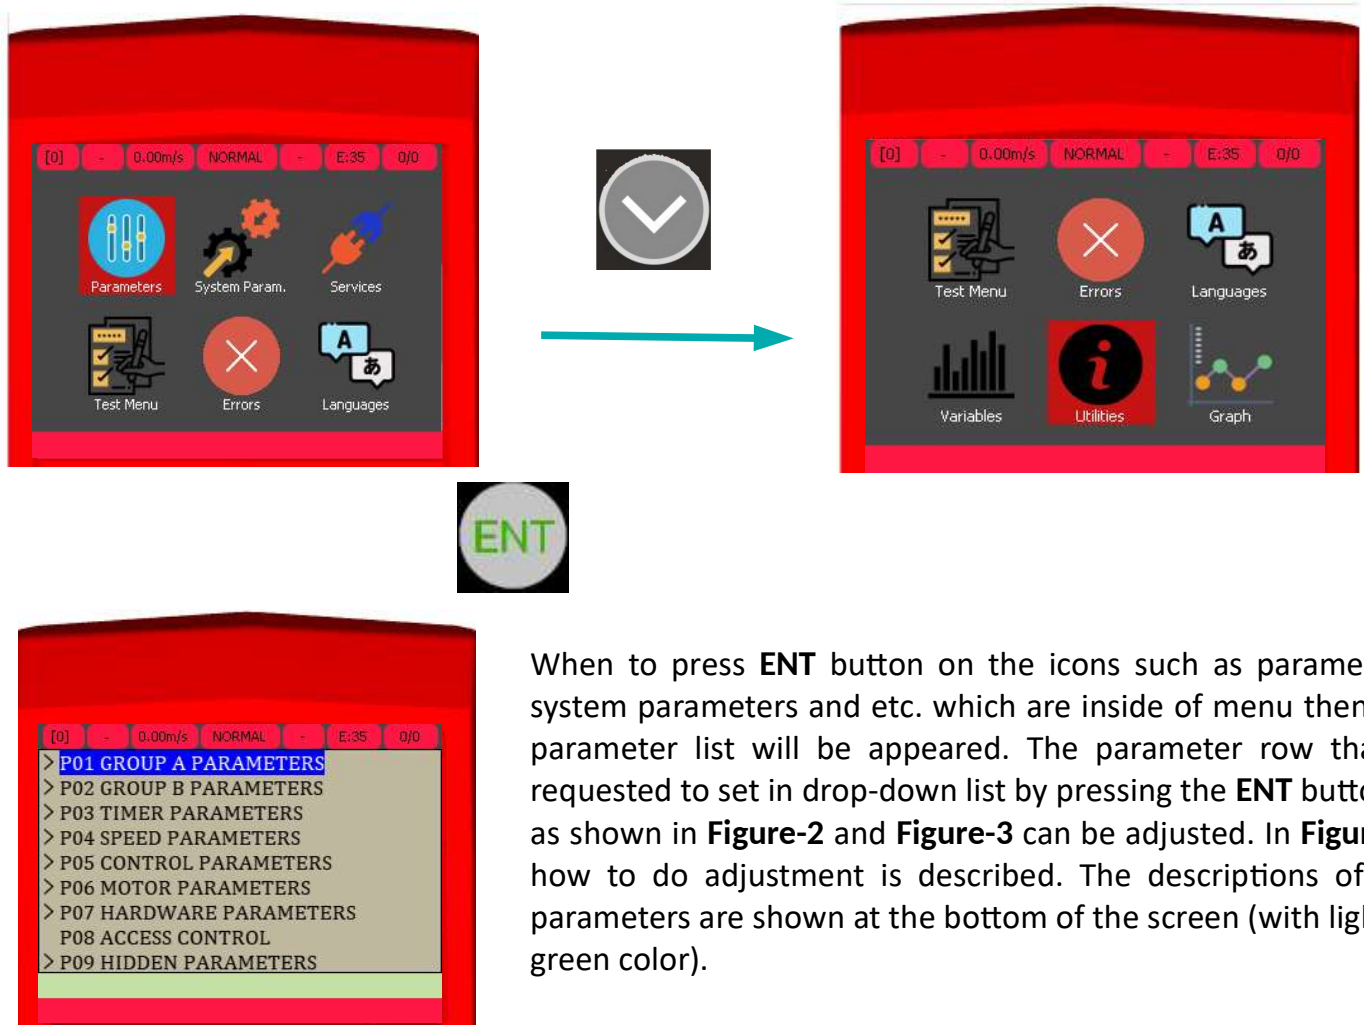 [0] - 0.00m/s NORMAL - E:35 0/0
Parameters System Param. Services
Test Menu Errors Languages
[0] - 0.00m/s NORMAL - E:35 0/0
A あ
Test Menu Errors Languages
i
Variables Utilities Graph
A あ
ENT
[0] - 0.00m/s NORMAL - E:35 0/0
> P01 GROUP A PARAMETERS
> P02 GROUP B PARAMETERS
> P03 TIMER PARAMETERS
> P04 SPEED PARAMETERS
> P05 CONTROL PARAMETERS
> P06 MOTOR PARAMETERS
> P07 HARDWARE PARAMETERS
P08 ACCESS CONTROL
> P09 HIDDEN PARAMETERS
When to press ENT button on the icons such as parame
system parameters and etc. which are inside of menu then
parameter list will be appeared. The parameter row tha
requested to set in drop-down list by pressing the ENT butto
as shown in Figure-2 and Figure-3 can be adjusted. In Figur
how to do adjustment is described. The descriptions of
parameters are shown at the bottom of the screen (with ligh
green color).